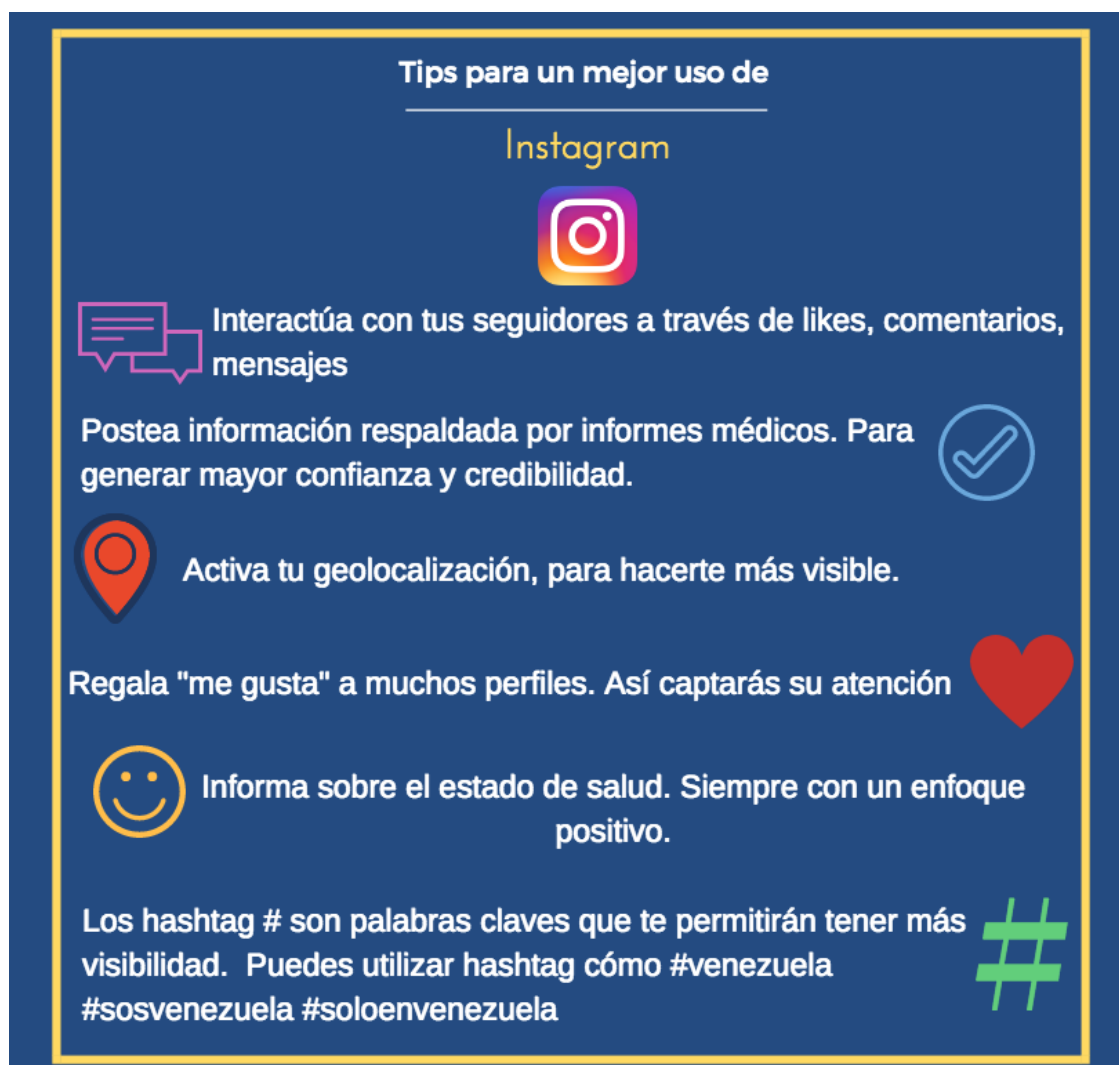 Tips para un mejor uso de
Instagram
Interactúa con tus seguidores a través de likes, comentarios,
mensajes
Postea información respaldada por informes médicos. Para
generar mayor confianza y credibilidad.
Activa tu geolocalización, para hacerte más visible.
Regala "me gusta" a muchos perfiles. Así captarás su atención
Informa sobre el estado de salud. Siempre con un enfoque
positivo.
Los hashtag # son palabras claves que te permitirán tener más
visibilidad.  Puedes utilizar hashtag cómo #venezuela
#sosvenezuela #soloenvenezuela